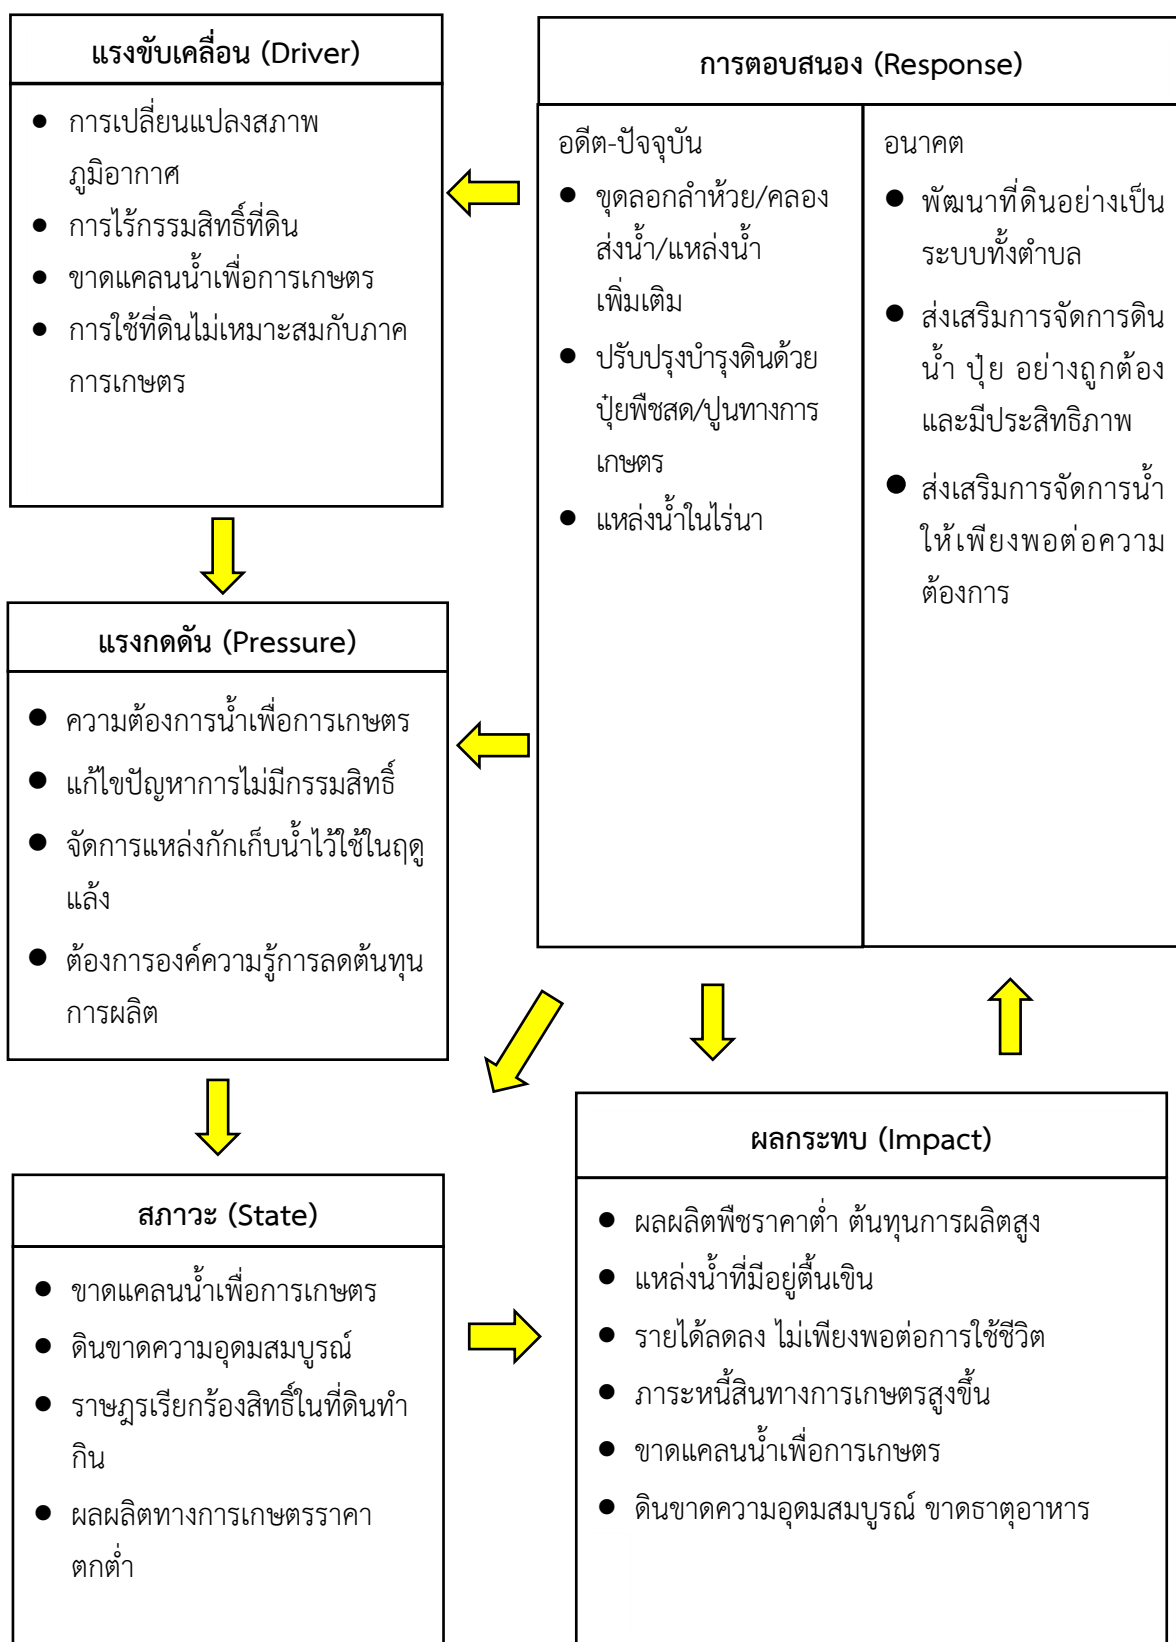 แรงขับเคลื่อน (Driver)
● การเปลี่ยนแปลงสภาพ
ภูมิอากาศ
● การไร้กรรมสิทธิ์ที่ดิน
● ขาดแคลนน้ำเพื่อการเกษตร
● การใช้ที่ดินไม่เหมาะสมกับภาค
การเกษตร
การตอบสนอง (Response)
อดีต-ปัจจุบัน
● ขุดลอกลำห้วย/คลอง
ส่งน้ำ/แหล่งน้ำ
เพิ่มเติม
● ปรับปรุงบำรุงดินด้วย
ปุ๋ยพืชสด/ปูนทางการ
เกษตร
● แหล่งน้ำในไร่นา
อนาคต
● พัฒนาที่ดินอย่างเป็น
ระบบทั้งตำบล
● ส่งเสริมการจัดการดิน
น้ำ ปุ๋ย อย่างถูกต้อง
และมีประสิทธิภาพ
● ส่งเสริมการจัดการน้ำ
ให้เพียงพอต่อความ
ต้องการ
แรงกดดัน (Pressure)
● ความต้องการน้ำเพื่อการเกษตร
● แก้ไขปัญหาการไม่มีกรรมสิทธิ์
● จัดการแหล่งกักเก็บน้ำไว้ใช้ในฤดู
แล้ง
● ต้องการองค์ความรู้การลดต้นทุน
การผลิต
สภาวะ (State)
● ขาดแคลนน้ำเพื่อการเกษตร
● ดินขาดความอุดมสมบูรณ์
● ราษฎรเรียกร้องสิทธิ์ในที่ดินทำ
กิน
● ผลผลิตทางการเกษตรราคา
ตกต่ำ
ผลกระทบ (Impact)
● ผลผลิตพืชราคาต่ำ ต้นทุนการผลิตสูง
● แหล่งน้ำที่มีอยู่ตื้นเขิน
● รายได้ลดลง ไม่เพียงพอต่อการใช้ชีวิต
● ภาระหนี้สินทางการเกษตรสูงขึ้น
● ขาดแคลนน้ำเพื่อการเกษตร
● ดินขาดความอุดมสมบูรณ์ ขาดธาตุอาหาร